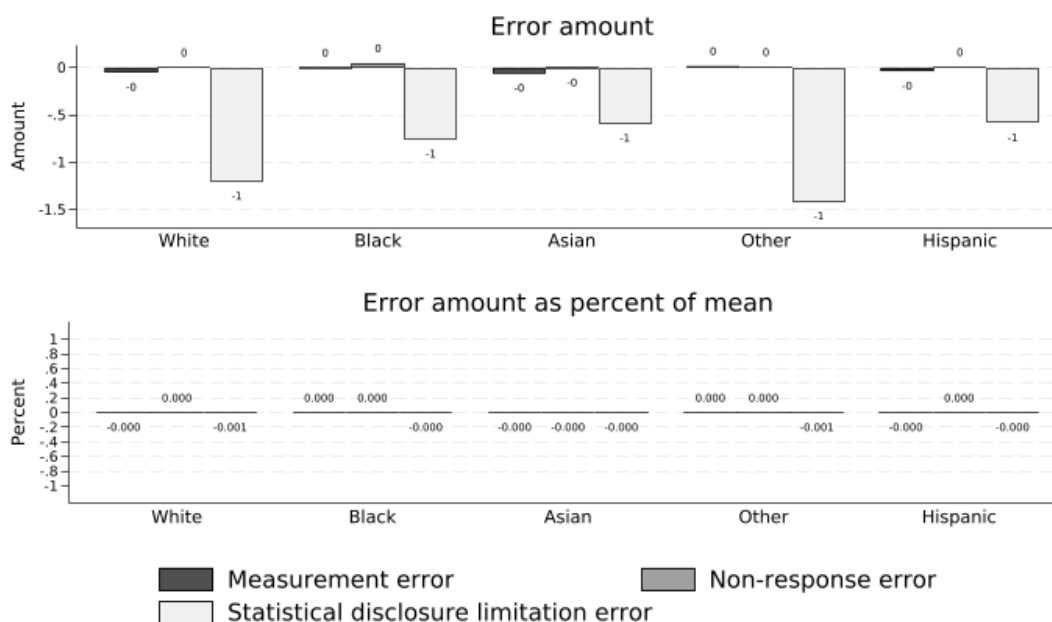 Error amount
0 0 0 0 0 0
0
-0 -0 -0 -0
-.5
-1 -1 -1
-1
-1
-1.5 -1
Amount
White Black Asian Other Hispanic
Error amount as percent of mean
1
.8
.6
.4
.2 0.000 0.000 0.000 0.000 0.000 0.000
0
-.2 -0.000 -0.001 -0.000 -0.000 -0.000 -0.000 -0.001 -0.000 -0.000
-.4
-.6
-.8
-1
Percent
White Black Asian Other Hispanic
Measurement error Non-response error
Statistical disclosure limitation error